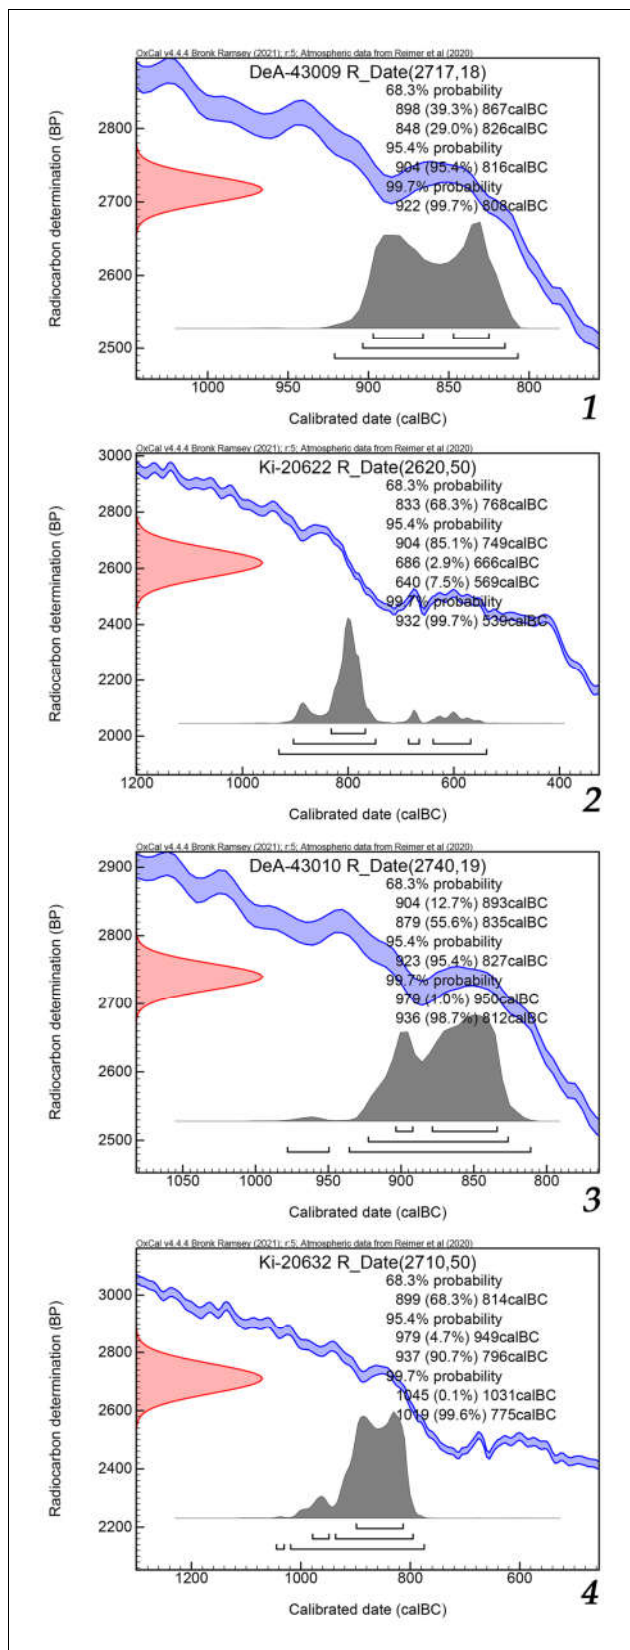 OxCal v4.4.4 Bronk Ramsey (2021); r:5; Atmospheric data from Reimer et al (2020)
DeA-43009 R_Date(2717,18)
68.3% probability
898 (39.3%) 867calBC
848 (29.0%) 826calBC
95.4% probability
904 (95.4%) 816calBC
99.7% probability
922 (99.7%) 808calBC
Radiocarbon determination (BP)
2800
2700
2600
2500
1000 950 900 850 800
Calibrated date (calBC)
1
OxCal v4.4.4 Bronk Ramsey (2021); r:5; Atmospheric data from Reimer et al (2020)
Ki-20622 R_Date(2620,50)
68.3% probability
833 (68.3%) 768calBC
95.4% probability
904 (85.1%) 749calBC
686 (2.9%) 666calBC
640 (7.5%) 569calBC
99.7% probability
932 (99.7%) 539calBC
Radiocarbon determination (BP)
3000
2800
2600
2400
2200
2000
1200 1000 800 600 400
Calibrated date (calBC)
2
OxCal v4.4.4 Bronk Ramsey (2021); r:5; Atmospheric data from Reimer et al (2020)
DeA-43010 R_Date(2740,19)
68.3% probability
904 (12.7%) 893calBC
879 (55.6%) 835calBC
95.4% probability
923 (95.4%) 827calBC
99.7% probability
979 (1.0%) 950calBC
936 (98.7%) 812calBC
Radiocarbon determination (BP)
2900
2800
2700
2600
2500
1050 1000 950 900 850 800
Calibrated date (calBC)
3
OxCal v4.4.4 Bronk Ramsey (2021); r:5; Atmospheric data from Reimer et al (2020)
Ki-20632 R_Date(2710,50)
68.3% probability
899 (68.3%) 814calBC
95.4% probability
979 (4.7%) 949calBC
937 (90.7%) 796calBC
99.7% probability
1045 (0.1%) 1031calBC
1019 (99.6%) 775calBC
Radiocarbon determination (BP)
3000
2800
2600
2400
2200
1200 1000 800 600
Calibrated date (calBC)
4